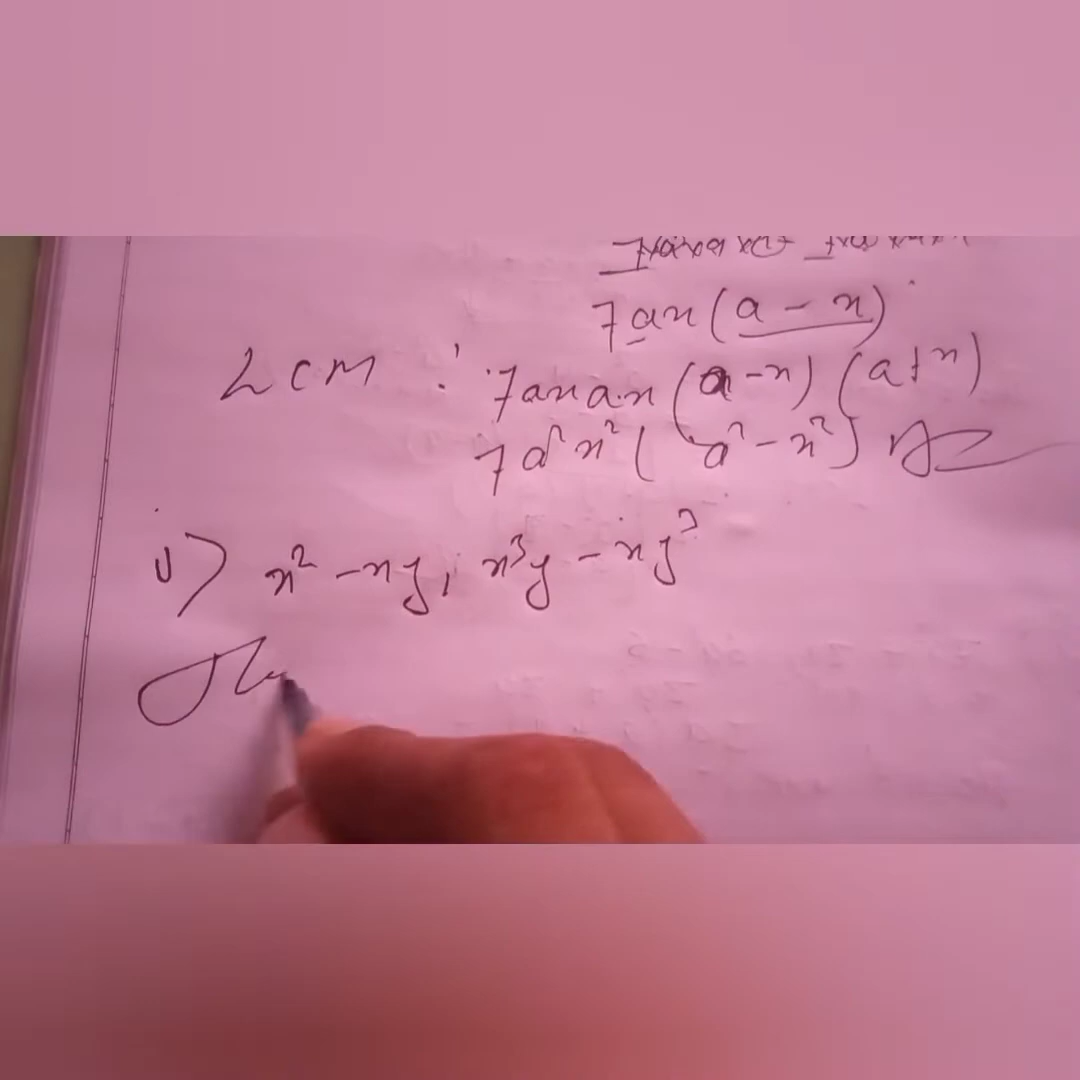 7ax(a - x)
LCM : 7axax(a-x)(a+x)
7a²x²(a²-x²)
x² - xy, x³y - xy³